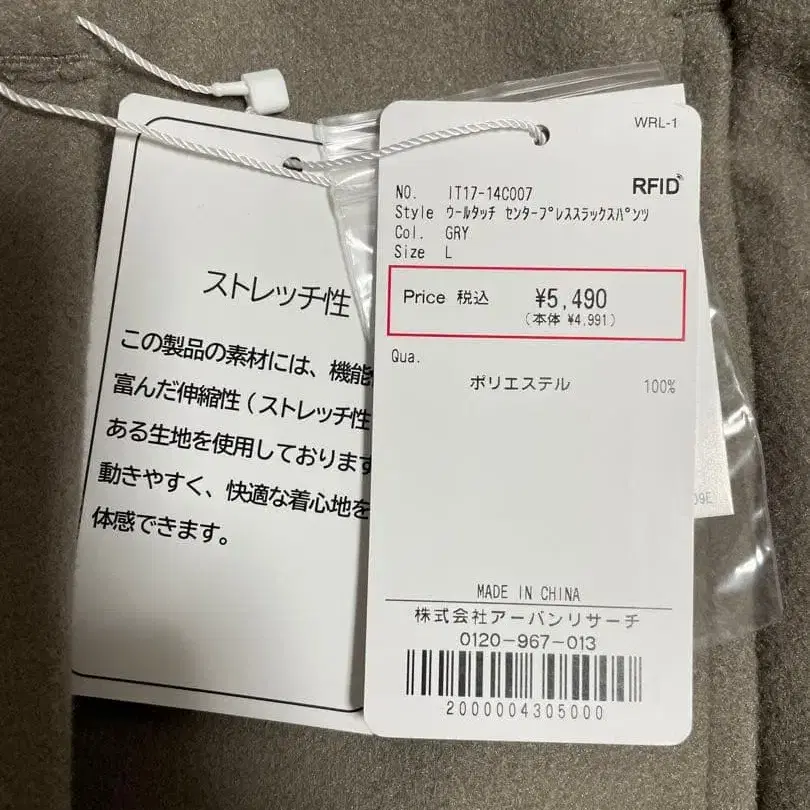 ストレッチ性
この製品の素材には、機能
富んだ伸縮性(ストレッチ性
ある生地を使用しております
動きやすく、快適な着心地を
体感できます。
WRL-1
RFID
NO. IT17-14C007
Style ウールタッチ センタープレススラックスパンツ
Col. GRY
Size L
Price 税込 ¥5,490
(本体 ¥4,991)
Qua.
ポリエステル 100%
MADE IN CHINA
株式会社アーバンリサーチ
0120-967-013
2000004305000
09E